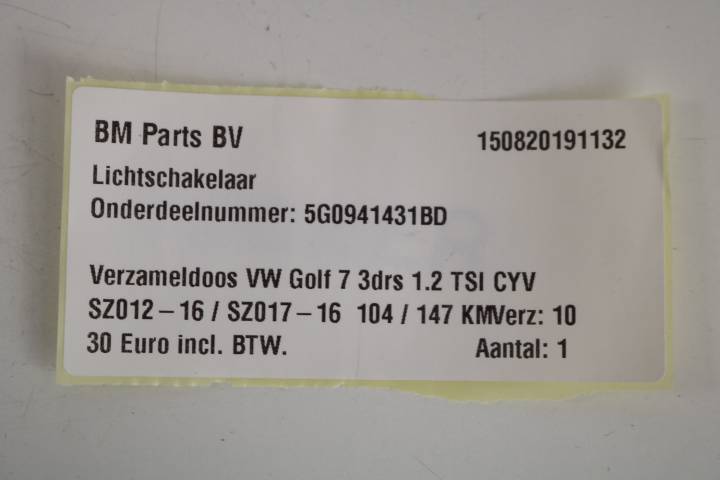 BM Parts BV 150820191132
Lichtschakelaar
Onderdeelnummer: 5G0941431BD
Verzameldoos VW Golf 7 3drs 1.2 TSI CYV
SZ012 – 16 / SZ017 – 16 104 / 147 KMVerz: 10
30 Euro incl. BTW. Aantal: 1